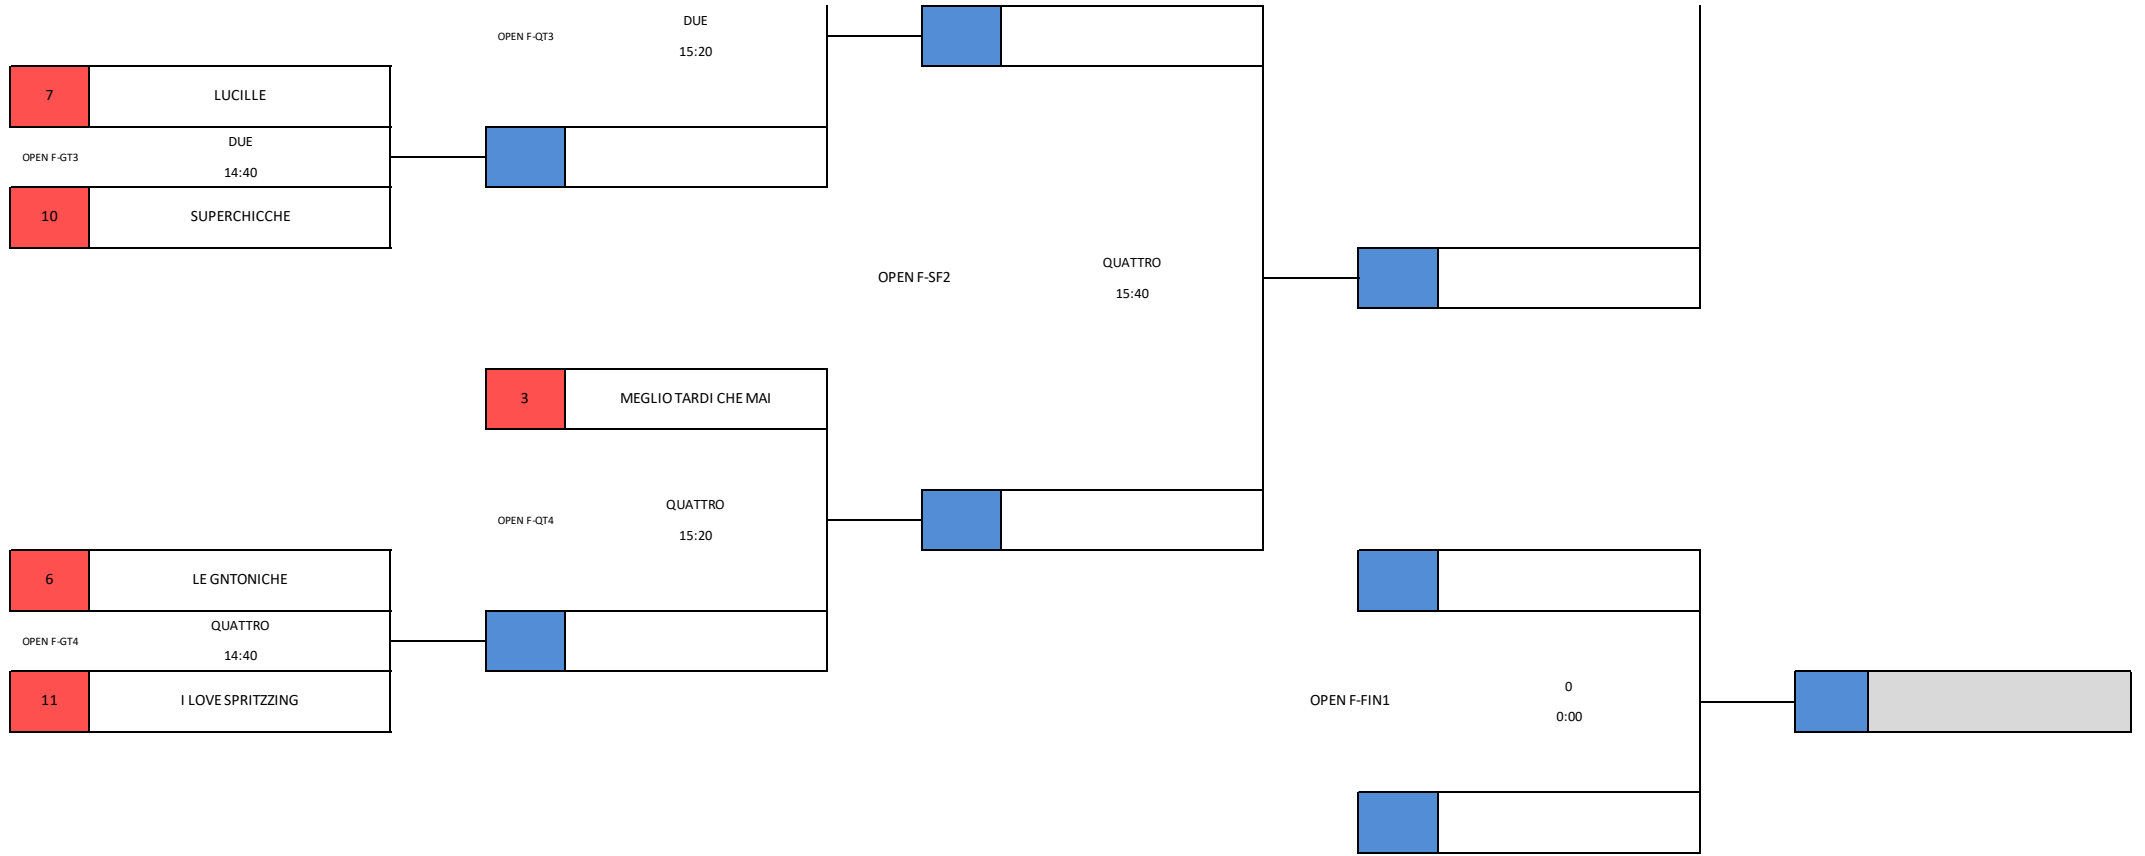 DUE
OPEN F-QT3
15:20
7 LUCILLE
DUE
OPEN F-GT3
14:40
10 SUPERCHICCHE
QUATTRO
OPEN F-SF2
15:40
3 MEGLIO TARDI CHE MAI
QUATTRO
OPEN F-QT4
15:20
6 LE GNTONICHE
QUATTRO
OPEN F-GT4
14:40
11 I LOVE SPRITZZING
0
OPEN F-FIN1
0:00